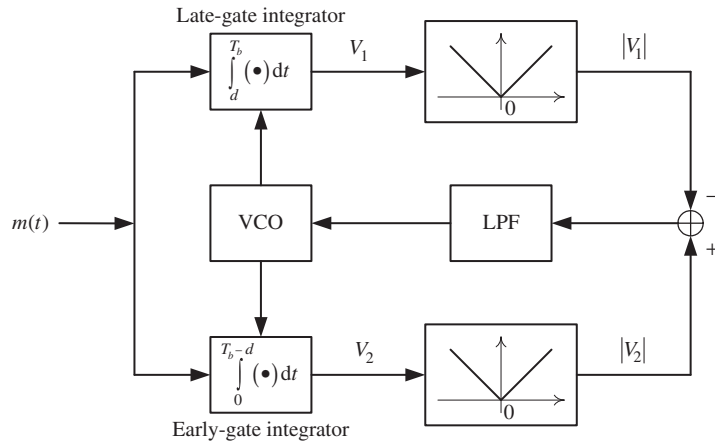 Late-gate integrator
T_b
∫ (•) dt
d
V_1
|V_1|
0
−
m(t)
VCO
LPF
+
T_b − d
∫ (•) dt
0
V_2
|V_2|
0
Early-gate integrator